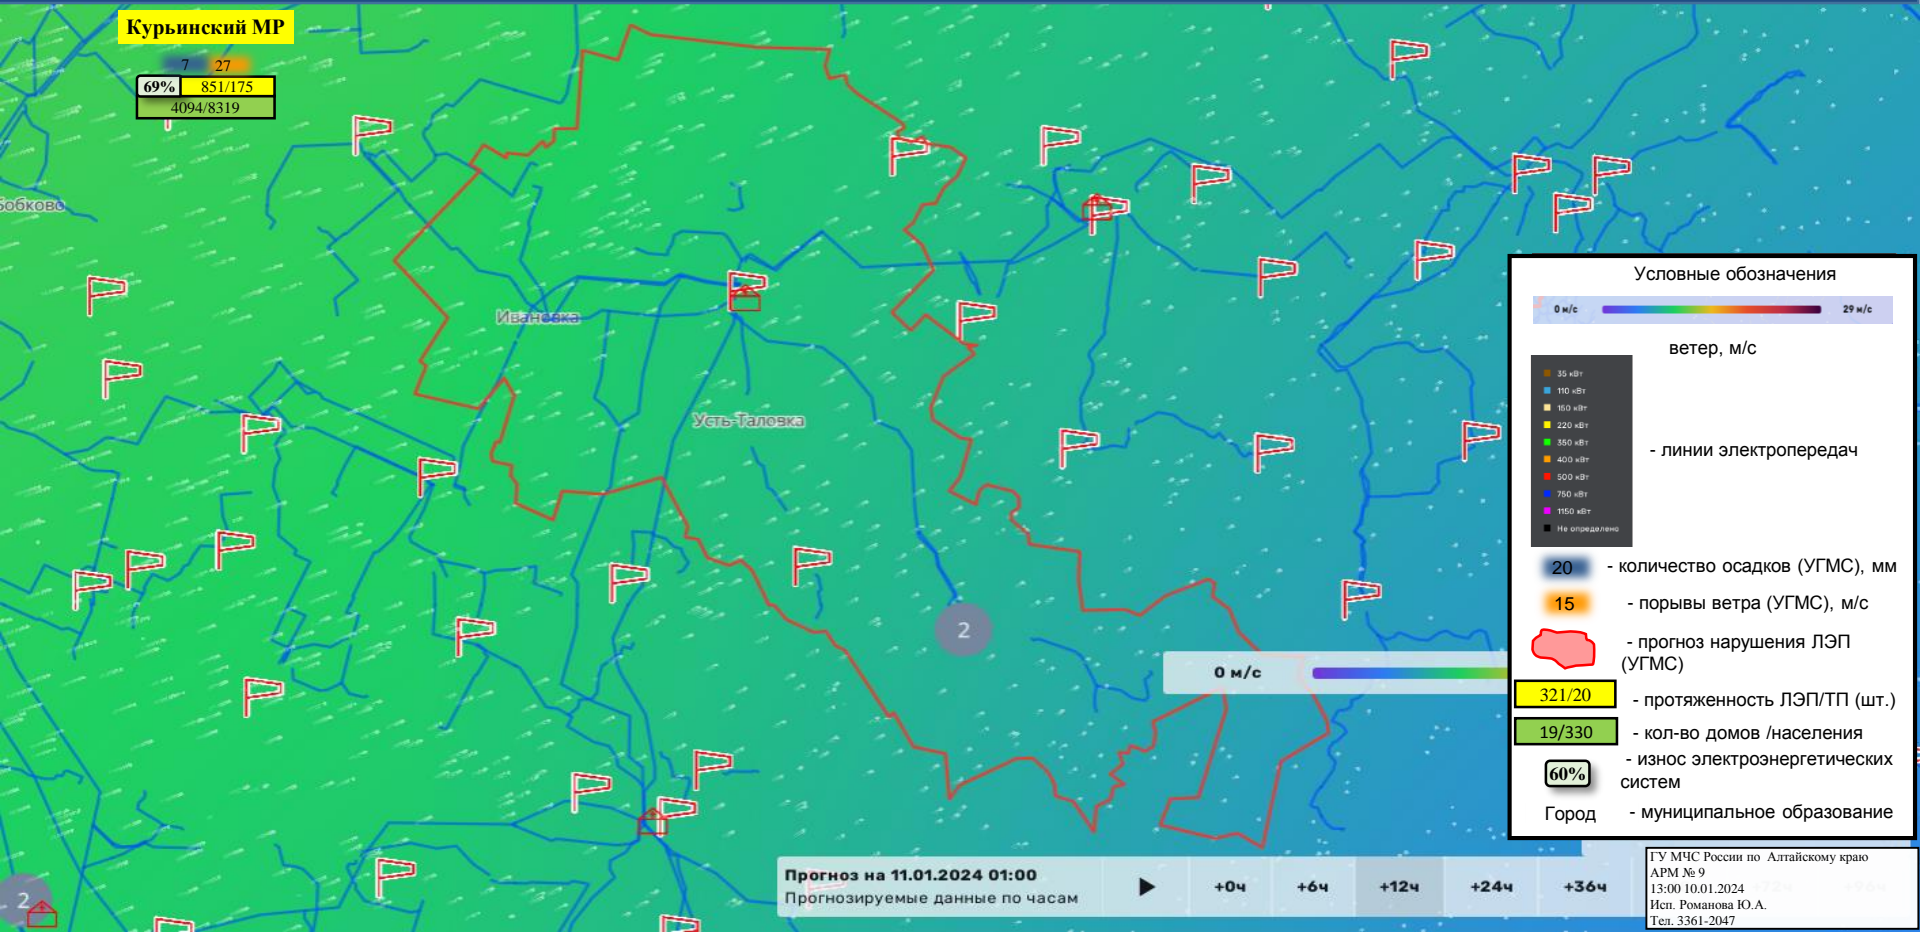 Курьинский МР
7 27
69% 851/175
4094/8319
Бобково
Ивановка
Усть-Таловка
2
2
0 м/с
Условные обозначения
0 м/с 29 м/с
ветер, м/с
35 кВт
110 кВт
150 кВт
220 кВт
350 кВт
400 кВт
500 кВт
750 кВт
1150 кВт
Не определено
- линии электропередач
20 - количество осадков (УГМС), мм
15 - порывы ветра (УГМС), м/с
- прогноз нарушения ЛЭП
(УГМС)
321/20 - протяженность ЛЭП/ТП (шт.)
19/330 - кол-во домов /населения
60% - износ электроэнергетических
систем
Город - муниципальное образование
Прогноз на 11.01.2024 01:00
Прогнозируемые данные по часам
+0ч +6ч +12ч +24ч +36ч
ГУ МЧС России по Алтайскому краю
АРМ № 9
13:00 10.01.2024
Исп. Романова Ю.А.
Тел. 3361-2047